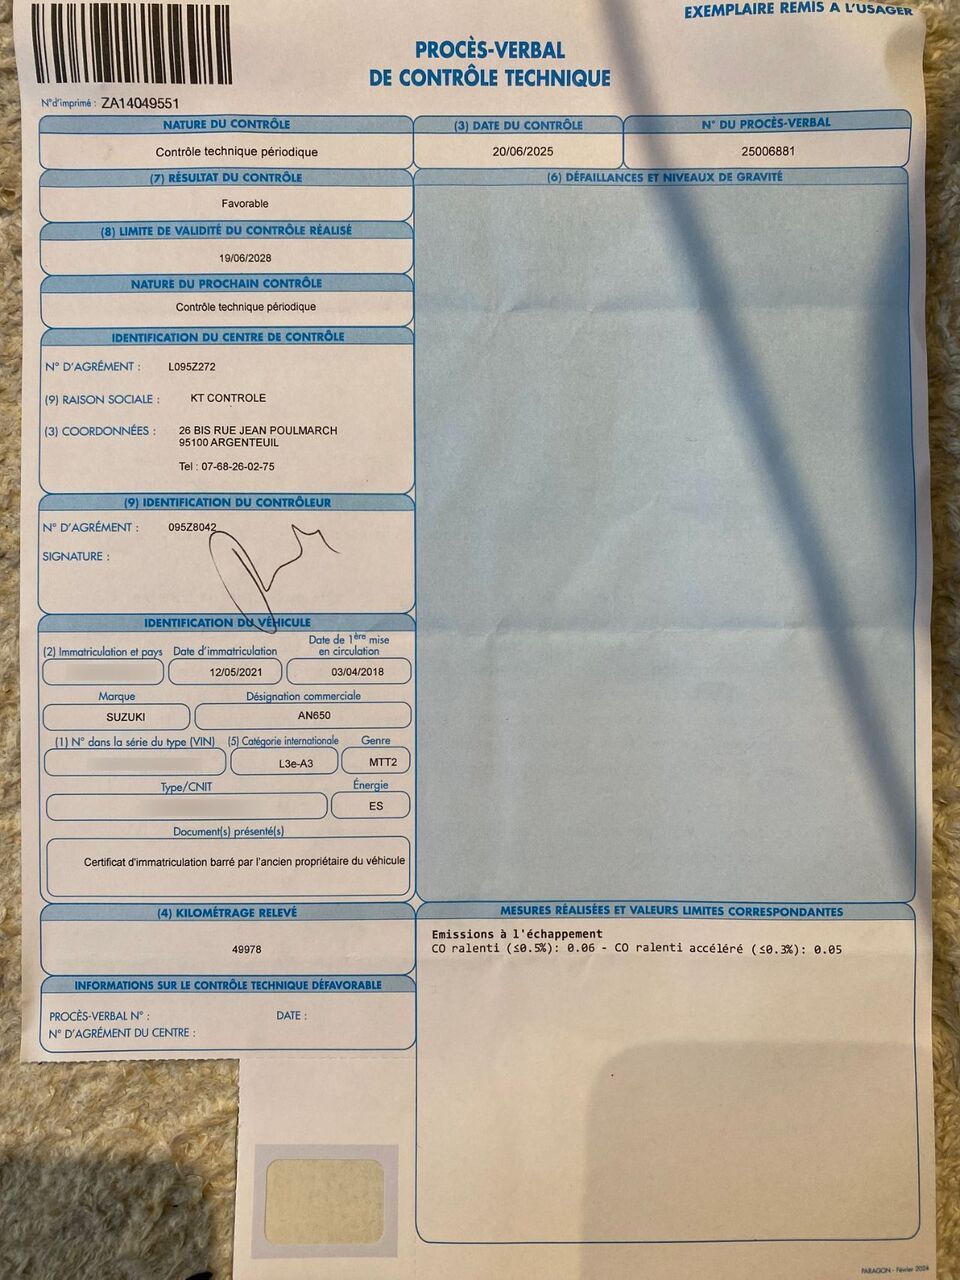 EXEMPLAIRE REMIS A L'USAGER
PROCÈS-VERBAL
DE CONTRÔLE TECHNIQUE
N°d'imprimé : ZA14049551
NATURE DU CONTRÔLE
Contrôle technique périodique
(3) DATE DU CONTRÔLE
20/06/2025
N° DU PROCÈS-VERBAL
25006881
(7) RÉSULTAT DU CONTRÔLE
Favorable
(6) DÉFAILLANCES ET NIVEAUX DE GRAVITÉ
(8) LIMITE DE VALIDITÉ DU CONTRÔLE RÉALISÉ
19/06/2028
NATURE DU PROCHAIN CONTRÔLE
Contrôle technique périodique
IDENTIFICATION DU CENTRE DE CONTRÔLE
N° D'AGRÉMENT : L095Z272
(9) RAISON SOCIALE : KT CONTROLE
(3) COORDONNÉES : 26 BIS RUE JEAN POULMARCH
95100 ARGENTEUIL
Tel : 07-68-26-02-75
(9) IDENTIFICATION DU CONTRÔLEUR
N° D'AGRÉMENT : 095Z8042
SIGNATURE :
IDENTIFICATION DU VÉHICULE
(2) Immatriculation et pays
Date d'immatriculation
12/05/2021
Date de 1ère mise
en circulation
03/04/2018
Marque
SUZUKI
Désignation commerciale
AN650
(1) N° dans la série du type (VIN)
(5) Catégorie internationale
L3e-A3
Genre
MTT2
Type/CNIT
Énergie
ES
Document(s) présenté(s)
Certificat d'immatriculation barré par l'ancien propriétaire du véhicule
(4) KILOMÉTRAGE RELEVÉ
49978
INFORMATIONS SUR LE CONTRÔLE TECHNIQUE DÉFAVORABLE
PROCÈS-VERBAL N° : DATE :
N° D'AGRÉMENT DU CENTRE :
MESURES RÉALISÉES ET VALEURS LIMITES CORRESPONDANTES
Emissions à l'échappement
CO ralenti (≤0.5%): 0.06 - CO ralenti accéléré (≤0.3%): 0.05
PARAGON - Février 2024